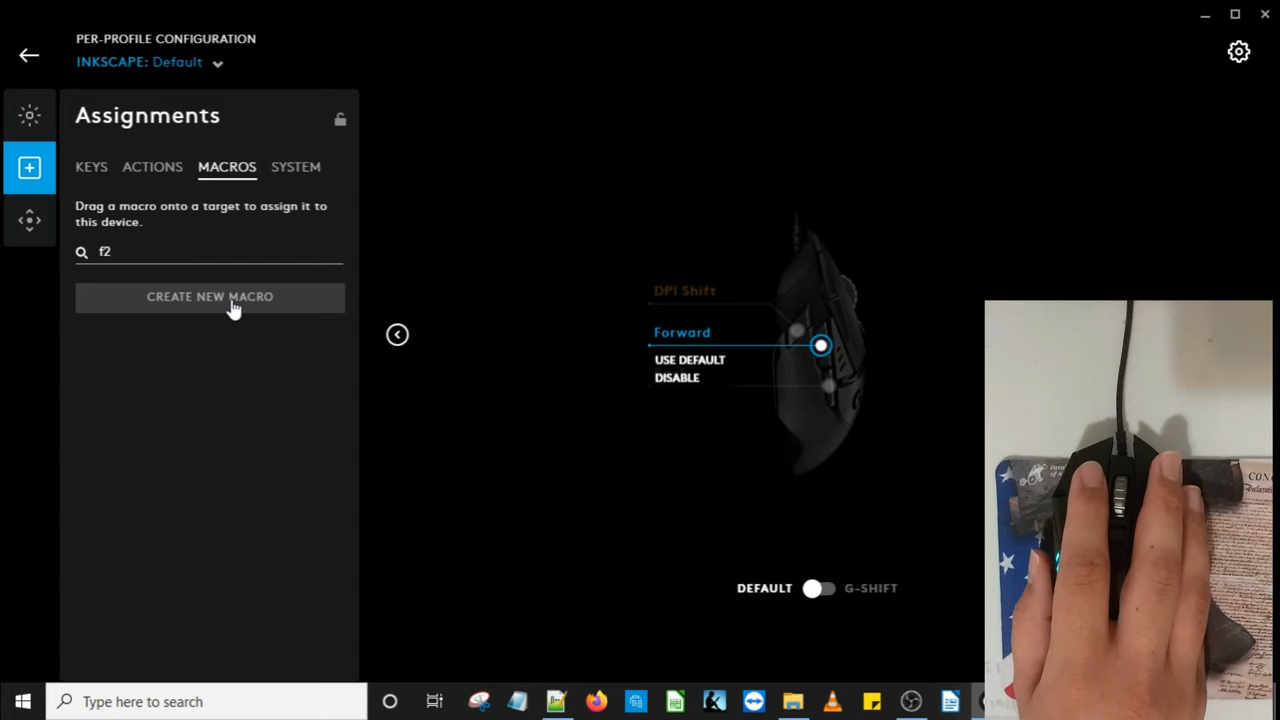 PER-PROFILE CONFIGURATION
INKSCAPE: Default
Assignments
KEYS ACTIONS MACROS SYSTEM
Drag a macro onto a target to assign it to
this device.
f2
CREATE NEW MACRO
DPI Shift
Forward
USE DEFAULT
DISABLE
DEFAULT G-SHIFT
Type here to search